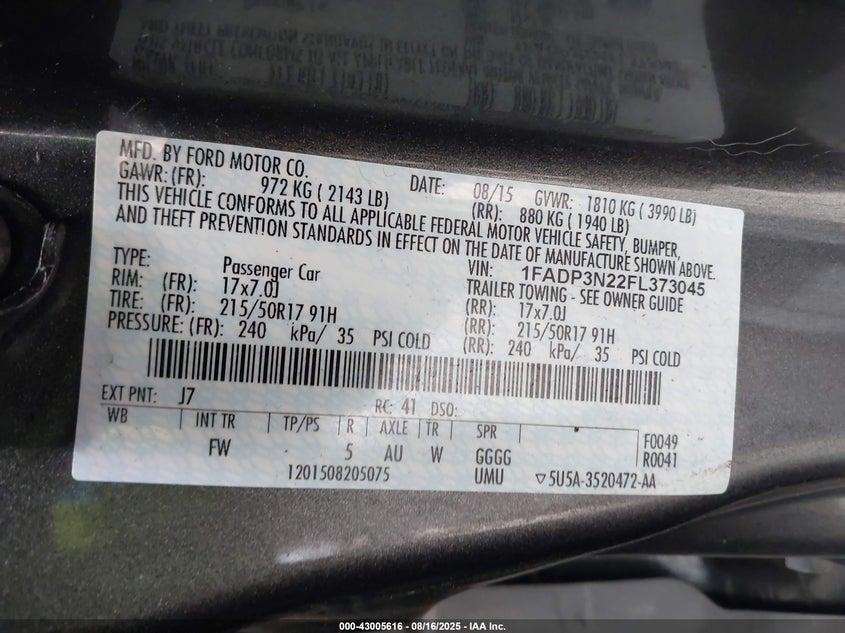 MFD. BY FORD MOTOR CO.
DATE: 08/15 GVWR: 1810 KG ( 3990 LB)
GAWR: (FR): 972 KG ( 2143 LB) (RR): 880 KG ( 1940 LB)
THIS VEHICLE CONFORMS TO ALL APPLICABLE FEDERAL MOTOR VEHICLE SAFETY, BUMPER,
AND THEFT PREVENTION STANDARDS IN EFFECT ON THE DATE OF MANUFACTURE SHOWN ABOVE.
VIN: 1FADP3N22FL373045
TYPE: Passenger Car TRAILER TOWING - SEE OWNER GUIDE
RIM: (FR): 17x7.0J (RR): 17x7.0J
TIRE: (FR): 215/50R17 91H (RR): 215/50R17 91H
PRESSURE: (FR): 240 kPa/ 35 PSI COLD (RR): 240 kPa/ 35 PSI COLD
EXT PNT: J7 RC: 41 DSO:
WB INT TR TP/PS R AXLE TR SPR F0049
FW 5 AU W GGGG R0041
1201508205075 UMU ▽5U5A-3520472-AA
000-43005616 - 08/16/2025 - IAA Inc.